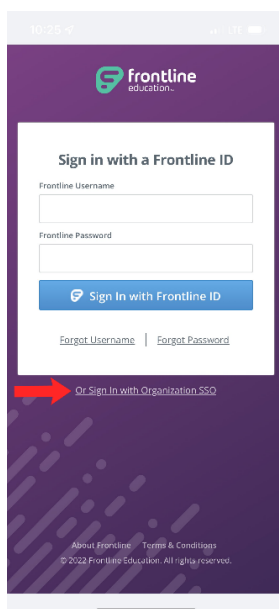 10:25
frontline
education.
Sign in with a Frontline ID
Frontline Username
Frontline Password
Sign In with Frontline ID
Forgot Username | Forgot Password
Or Sign In with Organization SSO
About Frontline Terms & Conditions
© 2022 Frontline Education. All rights reserved.